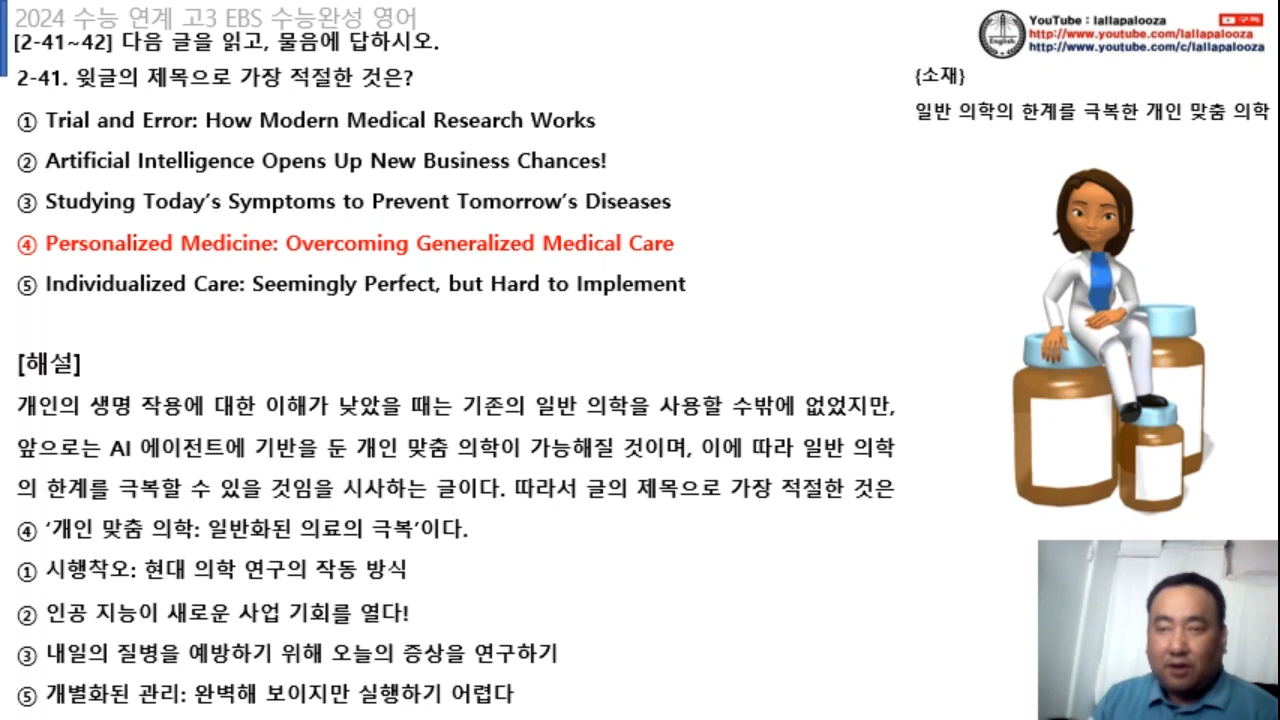 2024 수능 연계 고3 EBS 수능완성 영어
[2-41~42] 다음 글을 읽고, 물음에 답하시오.
2-41. 윗글의 제목으로 가장 적절한 것은?
① Trial and Error: How Modern Medical Research Works
② Artificial Intelligence Opens Up New Business Chances!
③ Studying Today’s Symptoms to Prevent Tomorrow’s Diseases
④ Personalized Medicine: Overcoming Generalized Medical Care
⑤ Individualized Care: Seemingly Perfect, but Hard to Implement
[해설]
개인의 생명 작용에 대한 이해가 낮았을 때는 기존의 일반 의학을 사용할 수밖에 없었지만,
앞으로는 AI 에이전트에 기반을 둔 개인 맞춤 의학이 가능해질 것이며, 이에 따라 일반 의학
의 한계를 극복할 수 있을 것임을 시사하는 글이다. 따라서 글의 제목으로 가장 적절한 것은
④ ‘개인 맞춤 의학: 일반화된 의료의 극복’이다.
① 시행착오: 현대 의학 연구의 작동 방식
② 인공 지능이 새로운 사업 기회를 열다!
③ 내일의 질병을 예방하기 위해 오늘의 증상을 연구하기
⑤ 개별화된 관리: 완벽해 보이지만 실행하기 어렵다
English
YouTube : lallapalooza
구독
http://www.youtube.com/lallapalooza
http://www.youtube.com/c/lallapalooza
{소재}
일반 의학의 한계를 극복한 개인 맞춤 의학